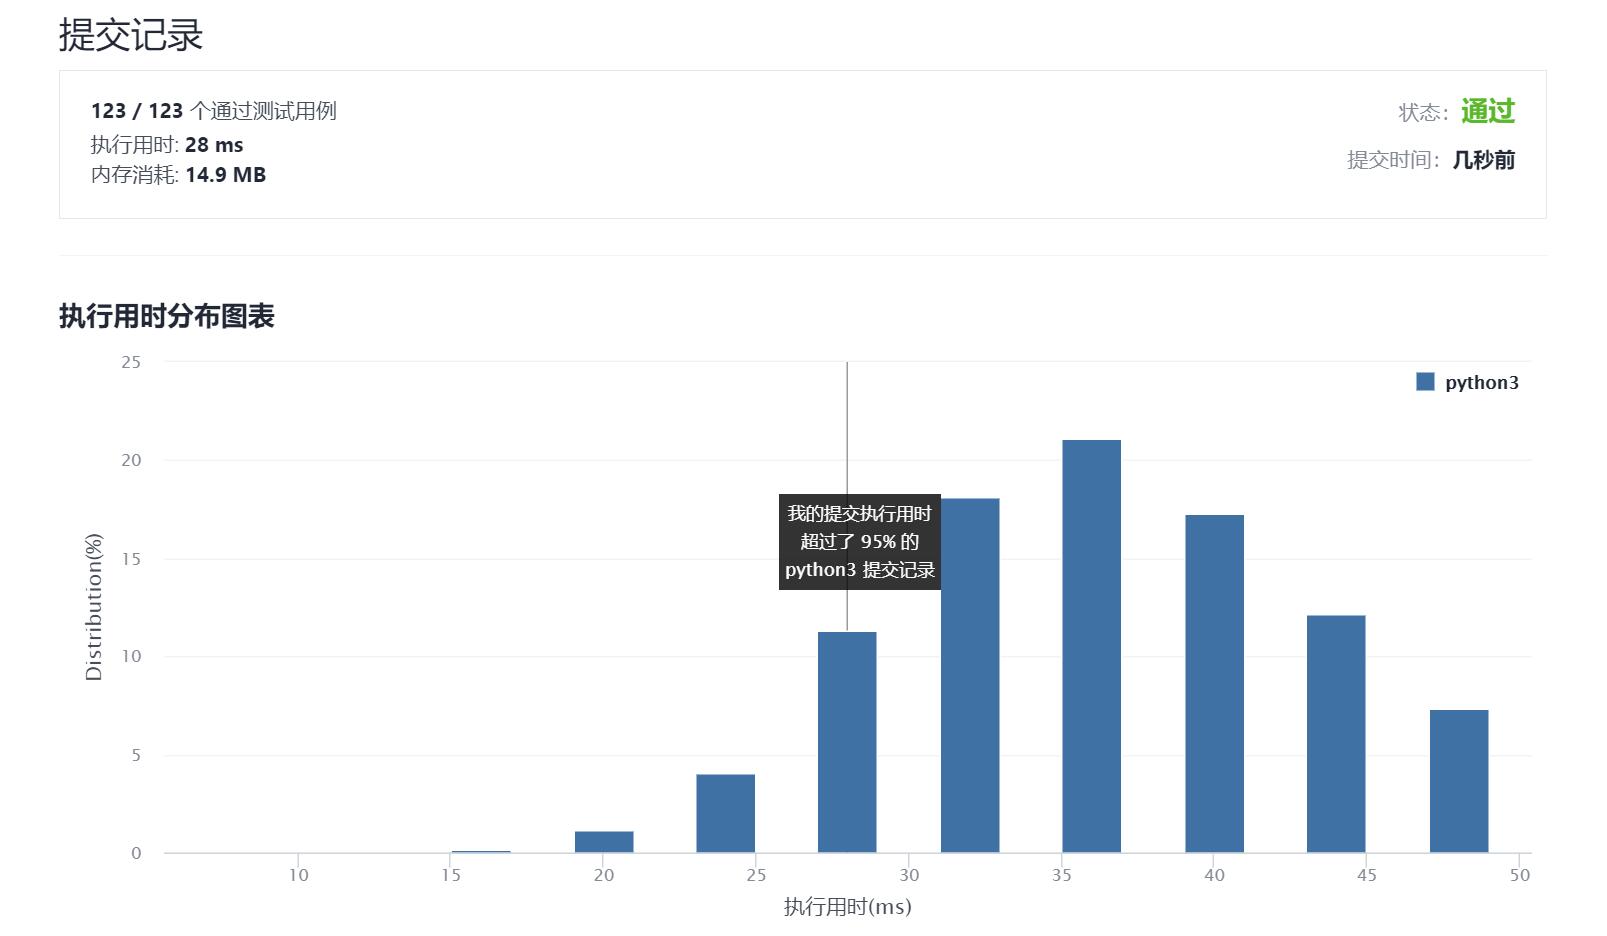 提交记录
123 / 123 个通过测试用例
状态：通过
执行用时: 28 ms
提交时间：几秒前
内存消耗: 14.9 MB
执行用时分布图表
25
python3
20
我的提交执行用时
超过了 95% 的
python3 提交记录
15
Distribution(%)
10
5
0
10 15 20 25 30 35 40 45 50
执行用时(ms)